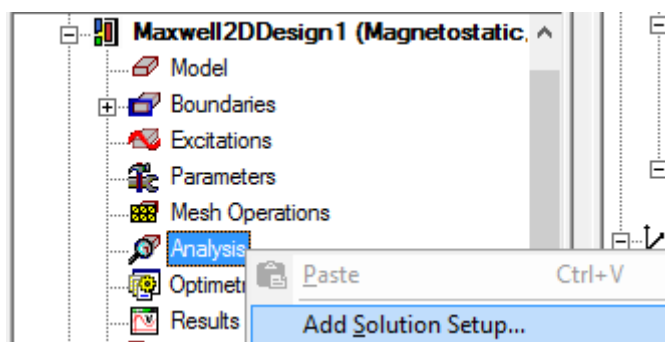 Maxwell2DDesign1 (Magnetostatic,
Model
Boundaries
Excitations
Parameters
Mesh Operations
Analysis
Paste Ctrl+V
Optimetr
Add Solution Setup...
Results